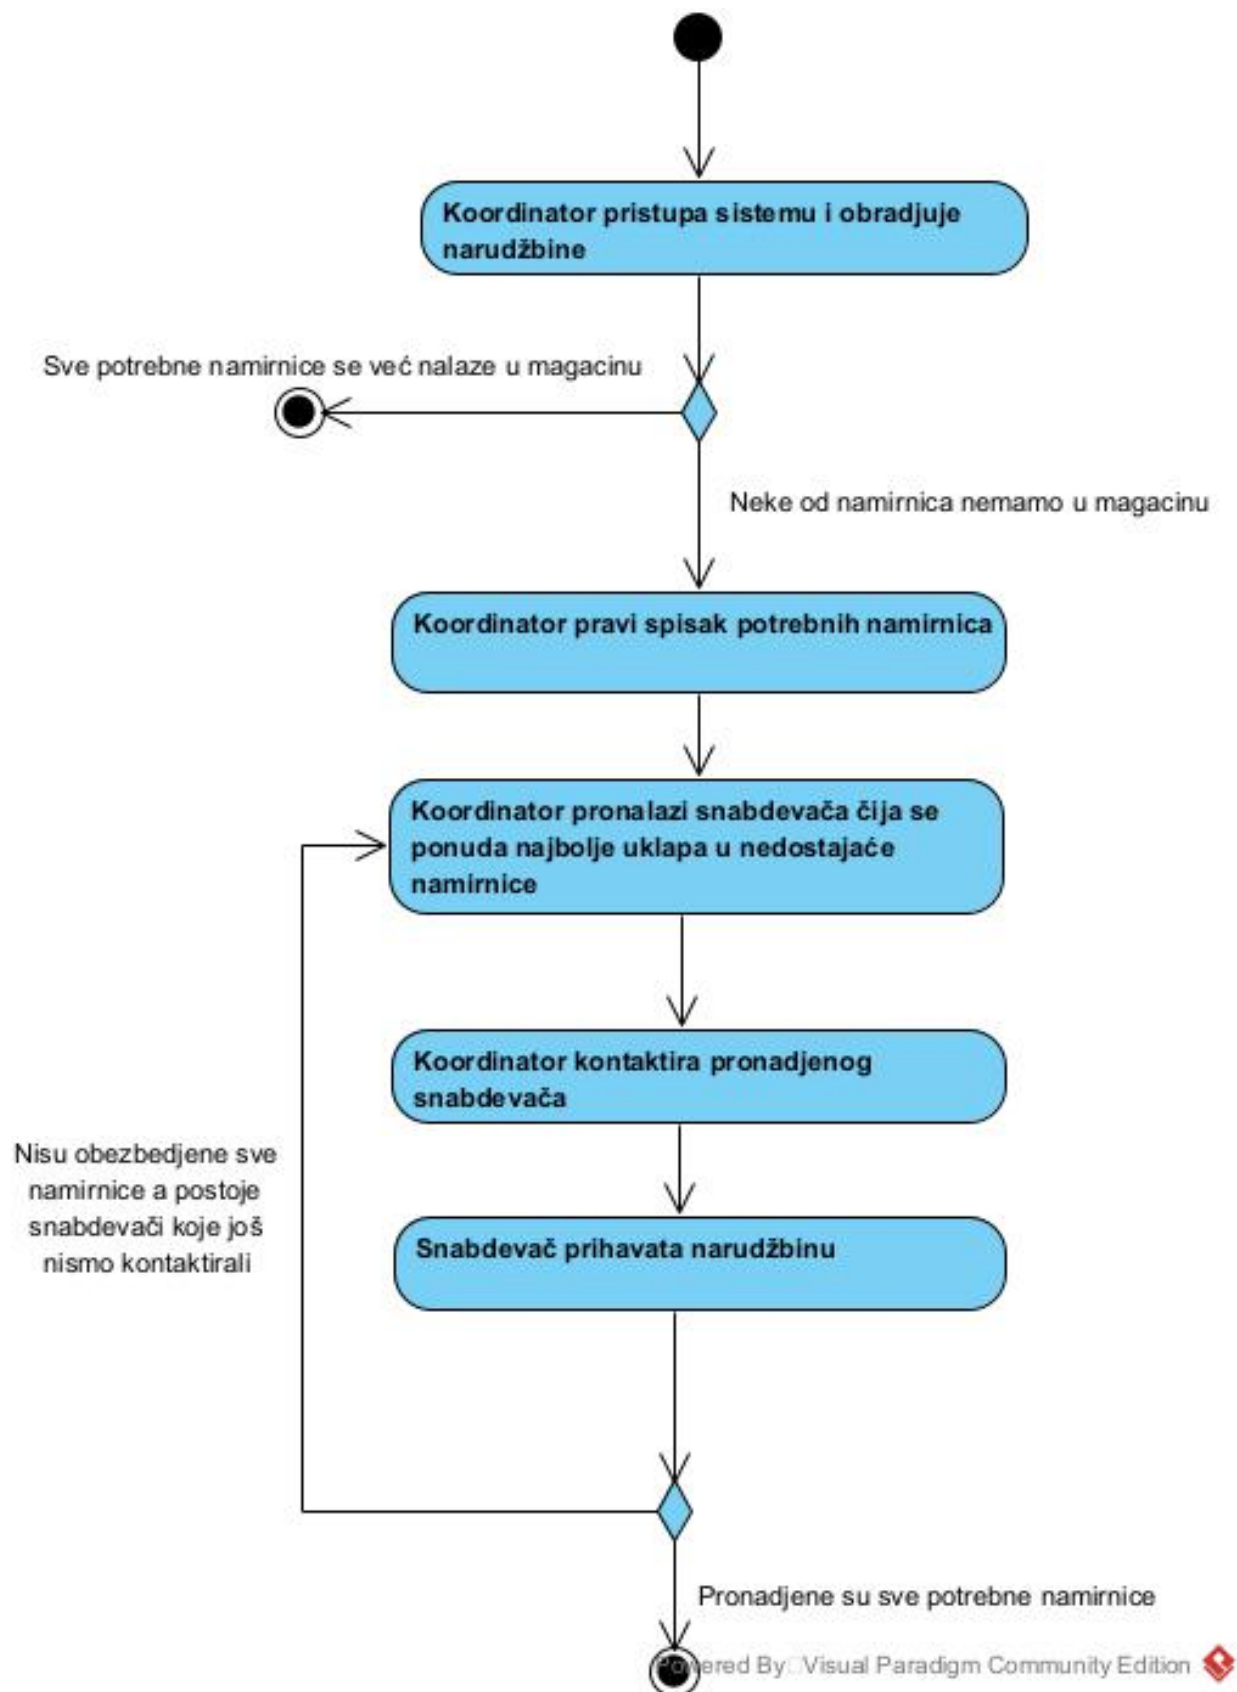 Koordinator pristupa sistemu i obradjuje
narudžbine
Sve potrebne namirnice se već nalaze u magacinu
Neke od namirnica nemamo u magacinu
Koordinator pravi spisak potrebnih namirnica
Koordinator pronalazi snabdevača čija se
ponuda najbolje uklapa u nedostajaće
namirnice
Koordinator kontaktira pronadjenog
snabdevača
Nisu obezbedjene sve
namirnice a postoje
snabdevači koje još
nismo kontaktirali
Snabdevač prihavata narudžbinu
Pronadjene su sve potrebne namirnice
Powered By Visual Paradigm Community Edition